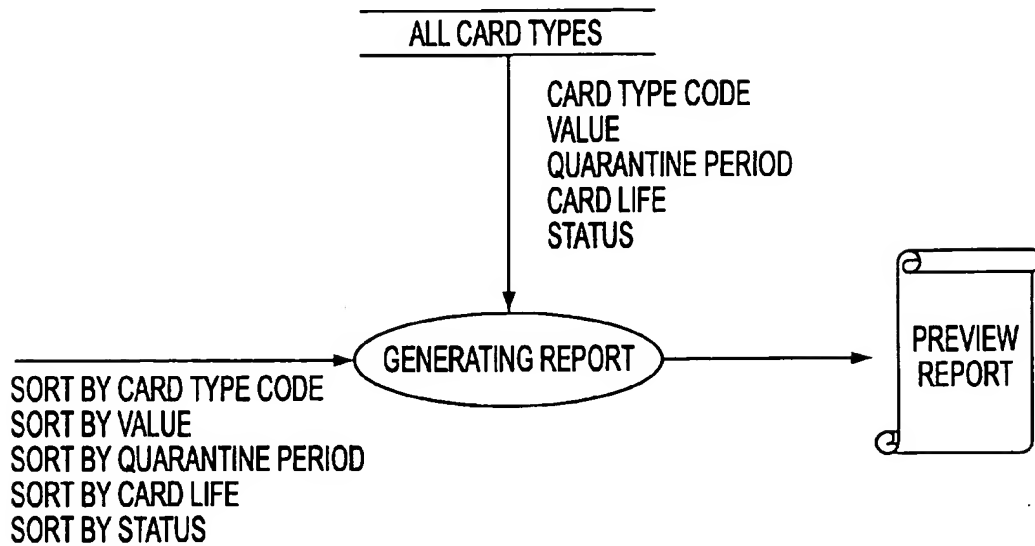 ALL CARD TYPES
CARD TYPE CODE
VALUE
QUARANTINE PERIOD
CARD LIFE
STATUS
GENERATING REPORT
PREVIEW
REPORT
SORT BY CARD TYPE CODE
SORT BY VALUE
SORT BY QUARANTINE PERIOD
SORT BY CARD LIFE
SORT BY STATUS